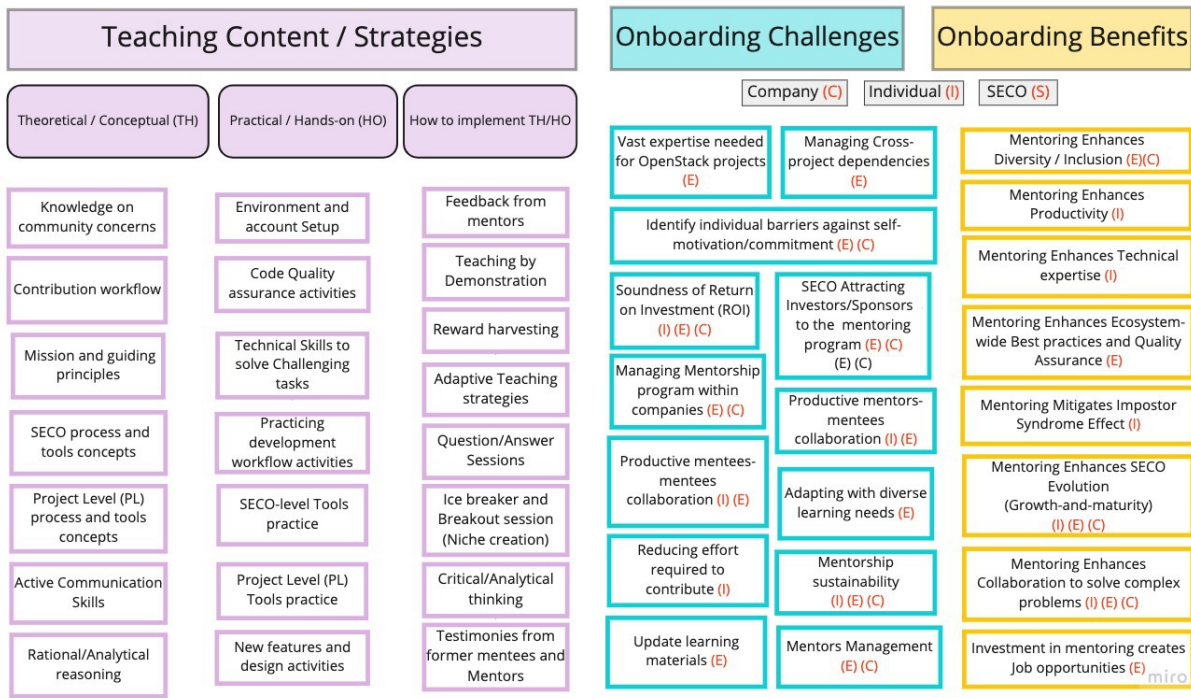 Teaching Content / Strategies
Theoretical / Conceptual (TH)
Practical / Hands-on (HO)
How to implement TH/HO
Knowledge on
community concerns
Contribution workflow
Mission and guiding
principles
SECO process and
tools concepts
Project Level (PL)
process and tools
concepts
Active Communication
Skills
Rational/Analytical
reasoning
Environment and
account Setup
Code Quality
assurance activities
Technical Skills to
solve Challenging
tasks
Practicing
development
workflow activities
SECO-level Tools
practice
Project Level (PL)
Tools practice
New features and
design activities
Feedback from
mentors
Teaching by
Demonstration
Reward harvesting
Adaptive Teaching
strategies
Question/Answer
Sessions
Ice breaker and
Breakout session
(Niche creation)
Critical/Analytical
thinking
Testimonies from
former mentees and
Mentors
Onboarding Challenges
Onboarding Benefits
Company (C)
Individual (I)
SECO (S)
Vast expertise needed
for OpenStack projects
(E)
Managing Cross-
project dependencies
(E)
Identify individual barriers against self-
motivation/commitment (E) (C)
Soundness of Return
on Investment (ROI)
(I) (E) (C)
SECO Attracting
Investors/Sponsors
to the mentoring
program (E) (C)
(E) (C)
Managing Mentorship
program within
companies (E) (C)
Productive mentors-
mentees
collaboration (I) (E)
Productive mentees-
mentees
collaboration (I) (E)
Adapting with diverse
learning needs (E)
Reducing effort
required to
contribute (I)
Mentorship
sustainability
(I) (E) (C)
Update learning
materials (E)
Mentors Management
(E) (C)
Mentoring Enhances
Diversity / Inclusion (E)(C)
Mentoring Enhances
Productivity (I)
Mentoring Enhances Technical
expertise (I)
Mentoring Enhances Ecosystem-
wide Best practices and Quality
Assurance (E)
Mentoring Mitigates Impostor
Syndrome Effect (I)
Mentoring Enhances SECO
Evolution
(Growth-and-maturity)
(I) (E) (C)
Mentoring Enhances
Collaboration to solve complex
problems (I) (E) (C)
Investment in mentoring creates
Job opportunities (E)
miro